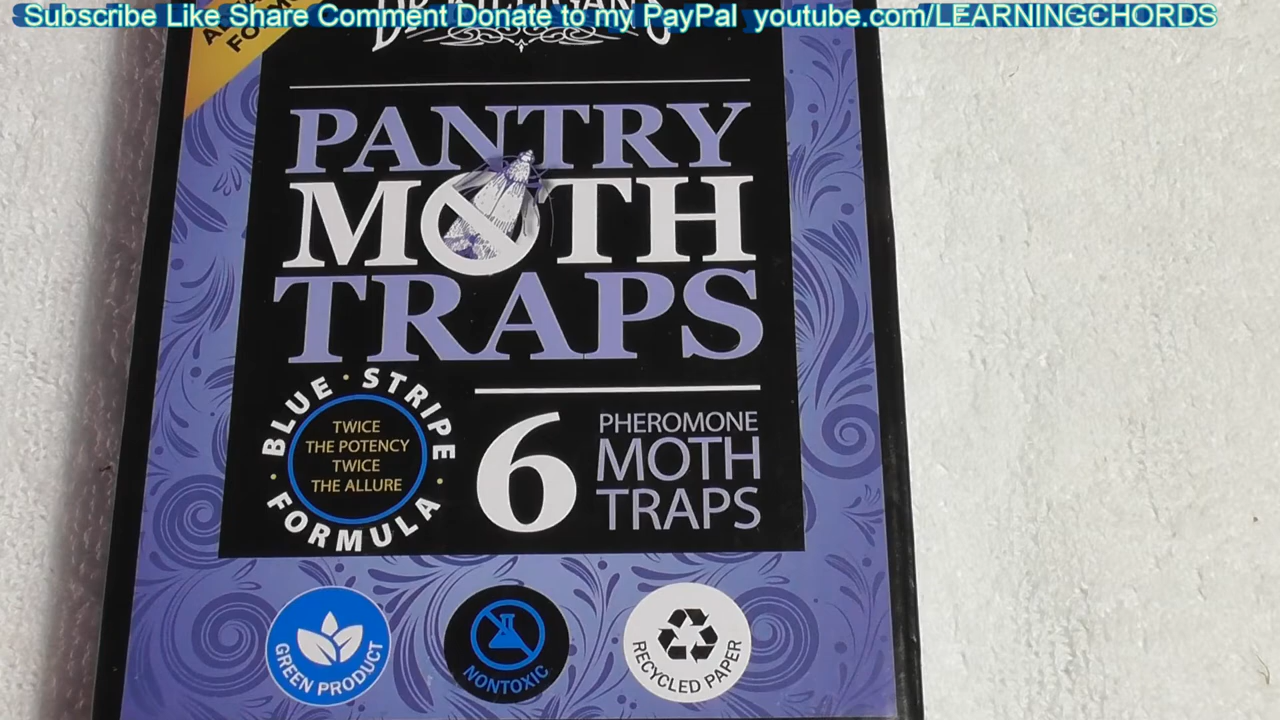 Subscribe Like Share Comment Donate to my PayPal youtube.com/LEARNINGCHORDS
PANTRY
MOTH
TRAPS
BLUE · STRIPE
· FORMULA ·
TWICE
THE POTENCY
TWICE
THE ALLURE
6
PHEROMONE
MOTH
TRAPS
GREEN PRODUCT
NONTOXIC
RECYCLED PAPER